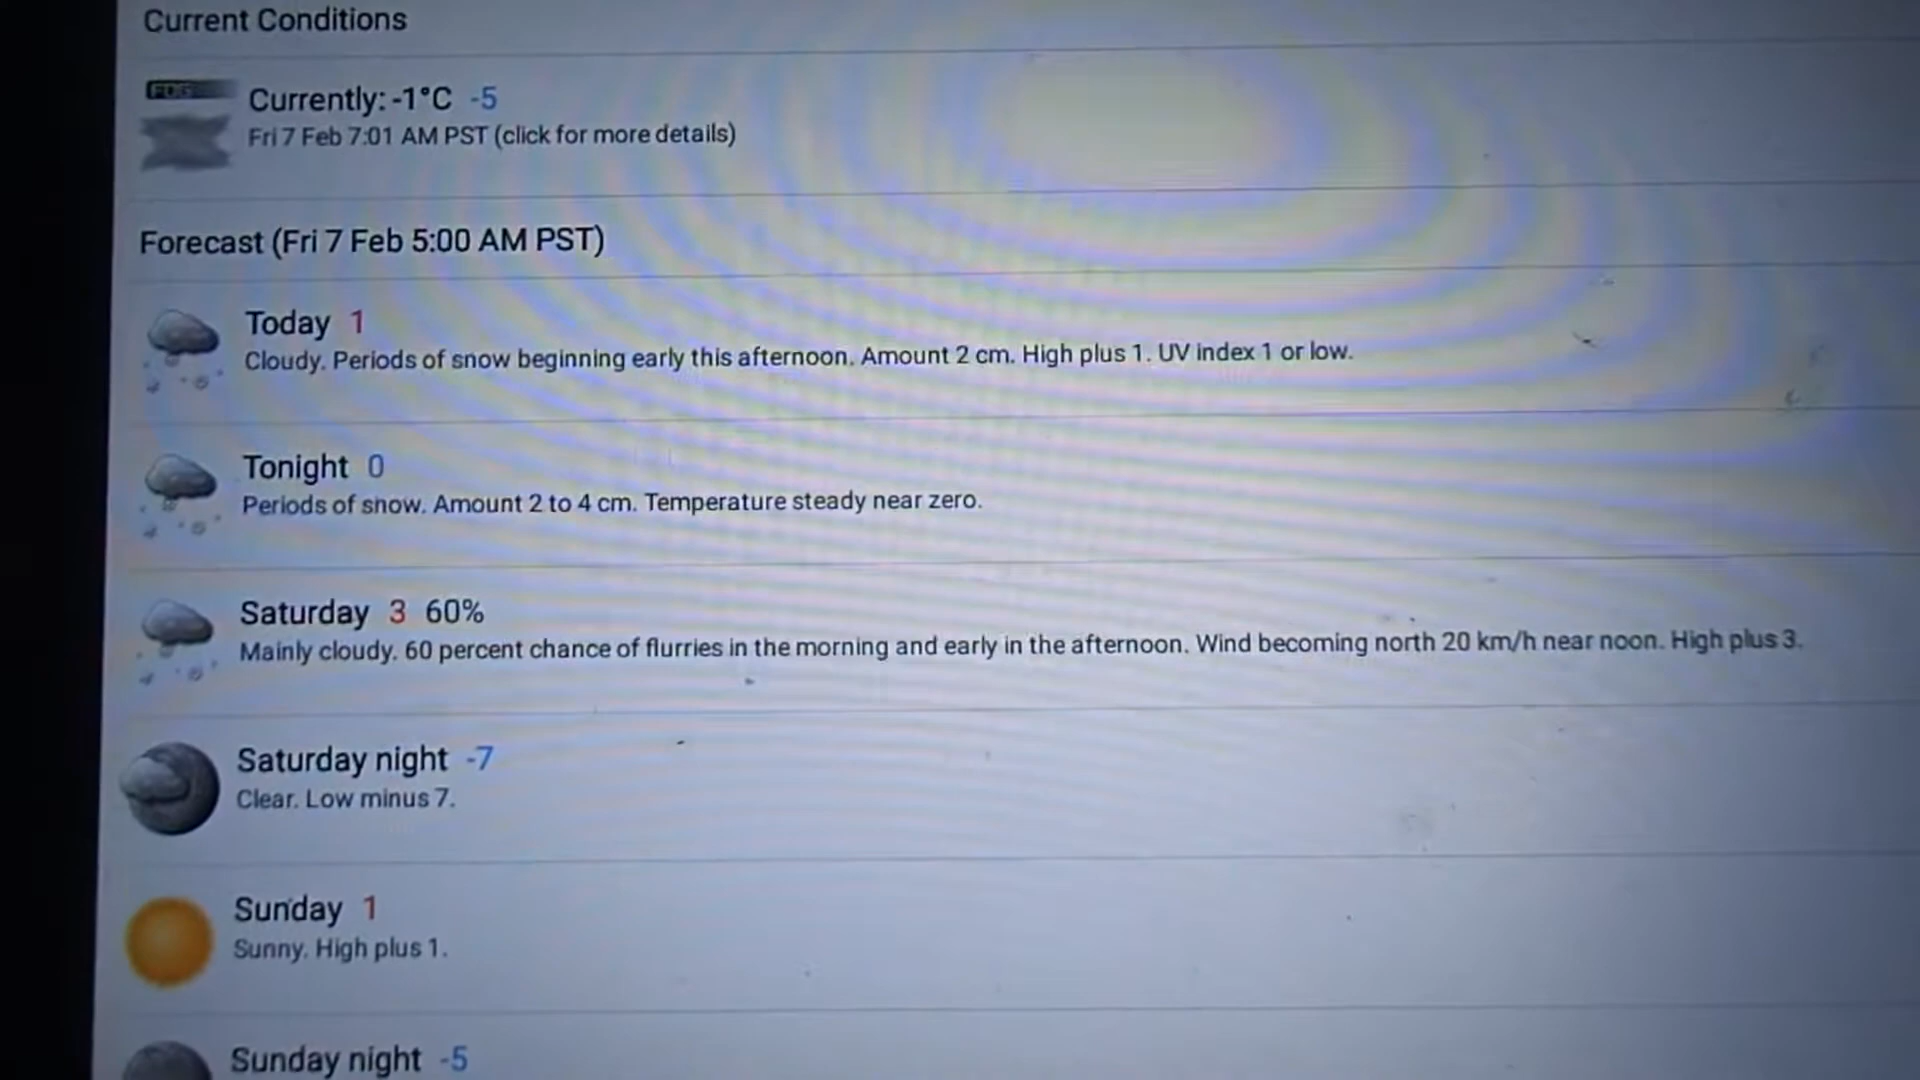 Current Conditions
FOG
Currently: -1°C -5
Fri 7 Feb 7:01 AM PST (click for more details)
Forecast (Fri 7 Feb 5:00 AM PST)
Today 1
Cloudy. Periods of snow beginning early this afternoon. Amount 2 cm. High plus 1. UV index 1 or low.
Tonight 0
Periods of snow. Amount 2 to 4 cm. Temperature steady near zero.
Saturday 3 60%
Mainly cloudy. 60 percent chance of flurries in the morning and early in the afternoon. Wind becoming north 20 km/h near noon. High plus 3.
Saturday night -7
Clear. Low minus 7.
Sunday 1
Sunny. High plus 1.
Sunday night -5